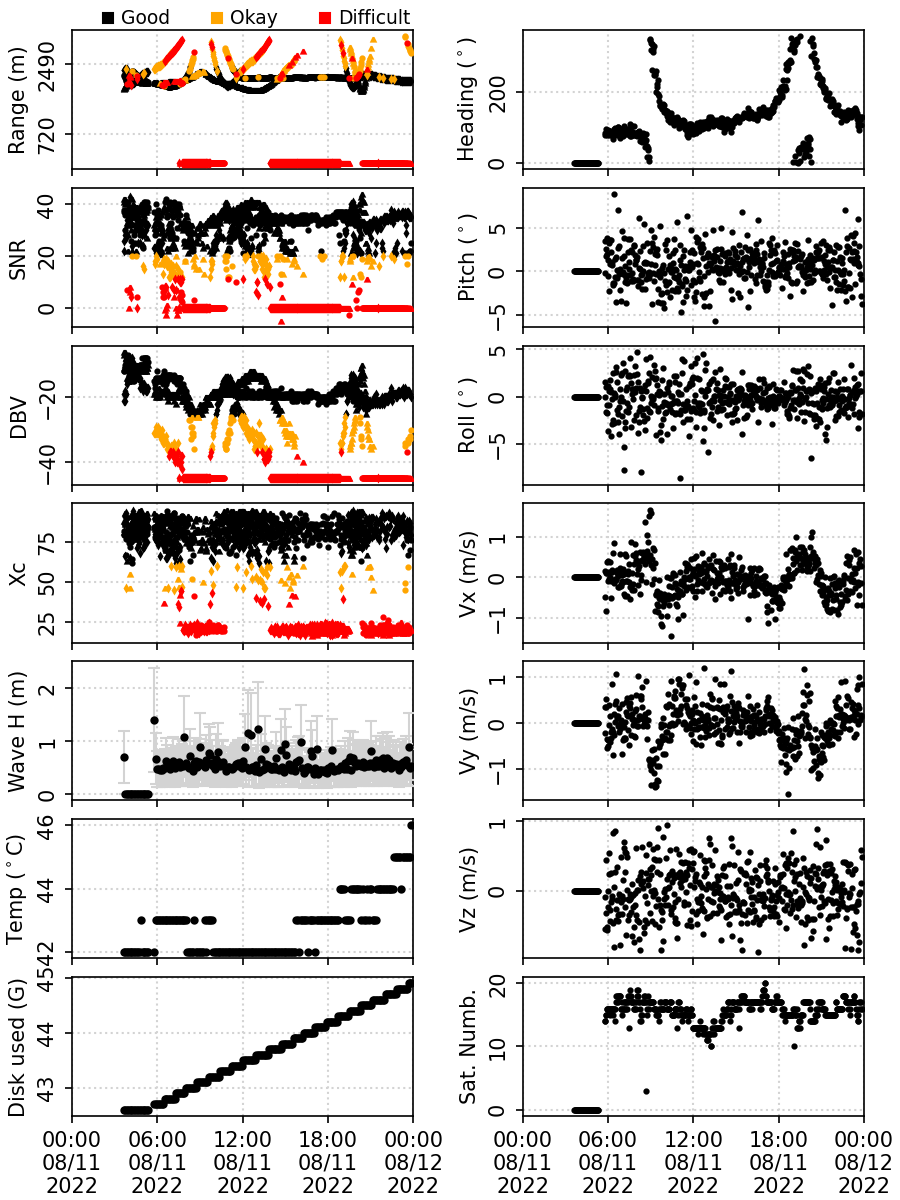 Good Okay Difficult
Range (m)
2490
720
Heading (°)
200
0
SNR
40
20
0
Pitch (°)
5
0
−5
DBV
−20
−40
Roll (°)
5
0
−5
Xc
75
50
25
Vx (m/s)
1
0
−1
Wave H (m)
2
1
0
Vy (m/s)
1
0
−1
Temp (°C)
46
44
42
Vz (m/s)
1
0
Disk used (G)
45
44
43
Sat. Numb.
20
10
0
00:00 06:00 12:00 18:00 00:00
08/11 08/11 08/11 08/11 08/12
2022 2022 2022 2022 2022
00:00 06:00 12:00 18:00 00:00
08/11 08/11 08/11 08/11 08/12
2022 2022 2022 2022 2022